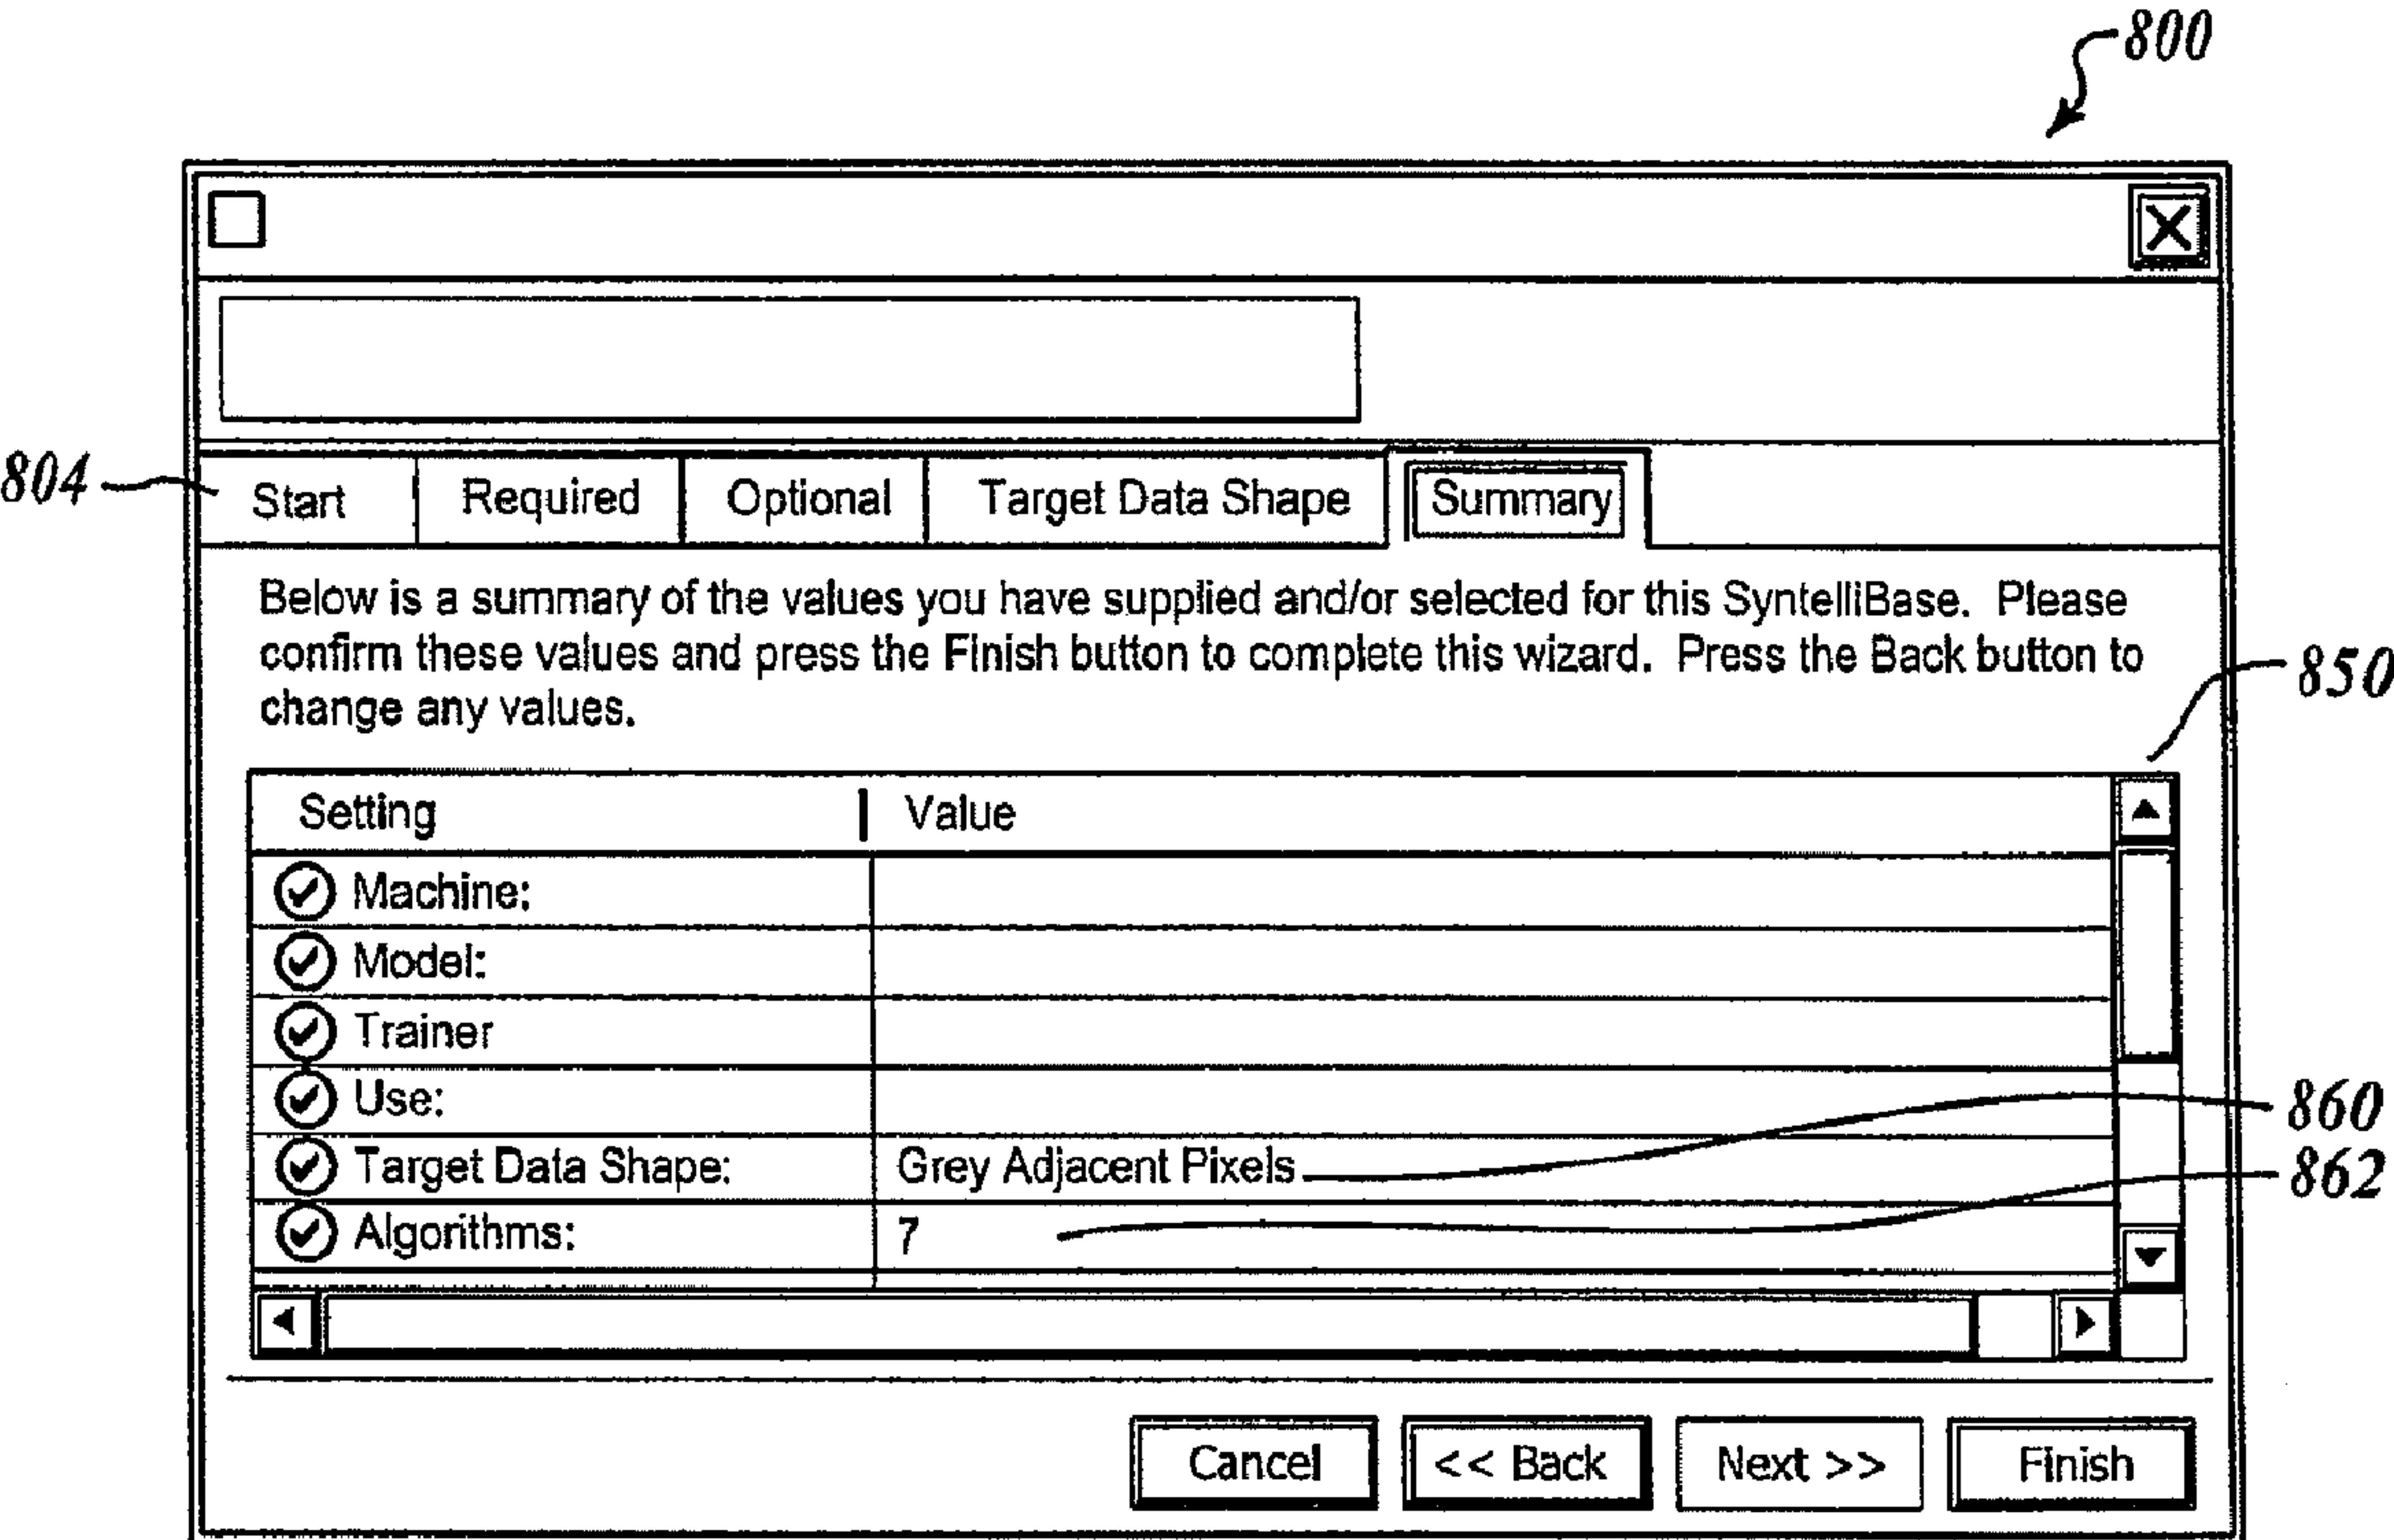 800
804
Start Required Optional Target Data Shape Summary
Below is a summary of the values you have supplied and/or selected for this SyntelliBase. Please
confirm these values and press the Finish button to complete this wizard. Press the Back button to
change any values.
850
Setting Value
Machine:
Model:
Trainer
Use:
860
Target Data Shape: Grey Adjacent Pixels
862
Algorithms: 7
Cancel << Back Next >> Finish